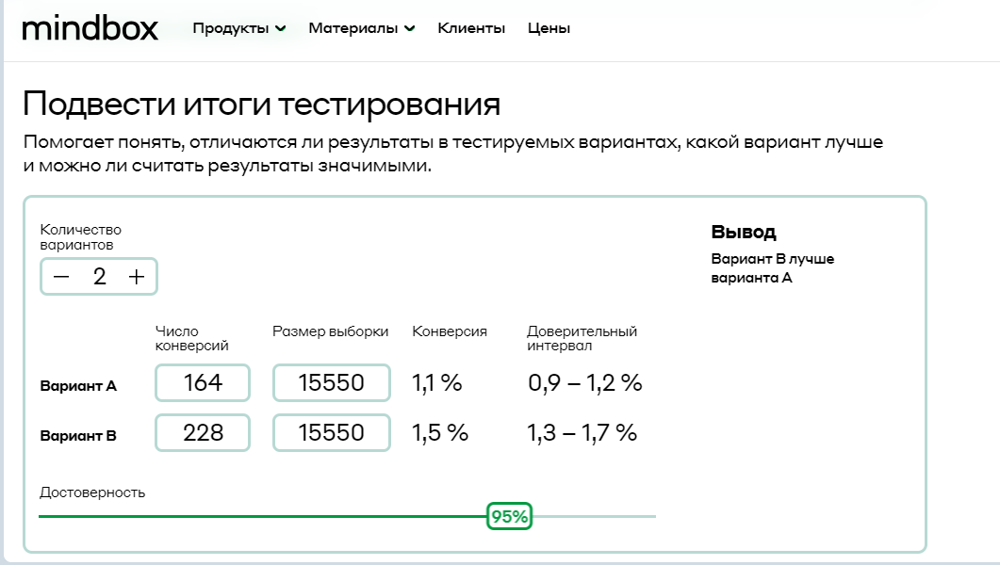 mindbox Продукты Материалы Клиенты Цены
Подвести итоги тестирования
Помогает понять, отличаются ли результаты в тестируемых вариантах, какой вариант лучше
и можно ли считать результаты значимыми.
Количество
вариантов
— 2 +
Вывод
Вариант B лучше
варианта A
Число
конверсий
Размер выборки
Конверсия
Доверительный
интервал
Вариант A 164 15550 1,1 % 0,9 – 1,2 %
Вариант B 228 15550 1,5 % 1,3 – 1,7 %
Достоверность
95%